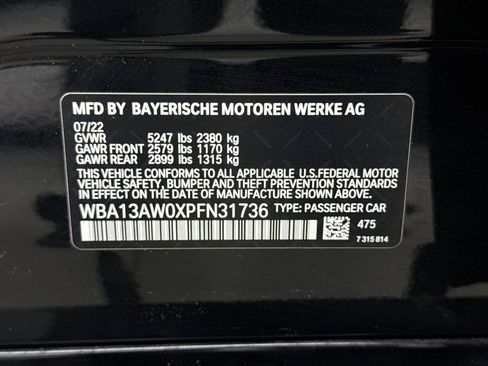 MFD BY BAYERISCHE MOTOREN WERKE AG
07/22
GVWR 5247 lbs 2380 kg
GAWR FRONT 2579 lbs 1170 kg
GAWR REAR 2899 lbs 1315 kg
THIS VEHICLE CONFORMS TO ALL APPLICABLE U.S.FEDERAL MOTOR
VEHICLE SAFETY, BUMPER AND THEFT PREVENTION STANDARDS
IN EFFECT ON THE DATE OF MANUFACTURE SHOWN ABOVE.
WBA13AW0XPFN31736 TYPE: PASSENGER CAR
475
7 315 814